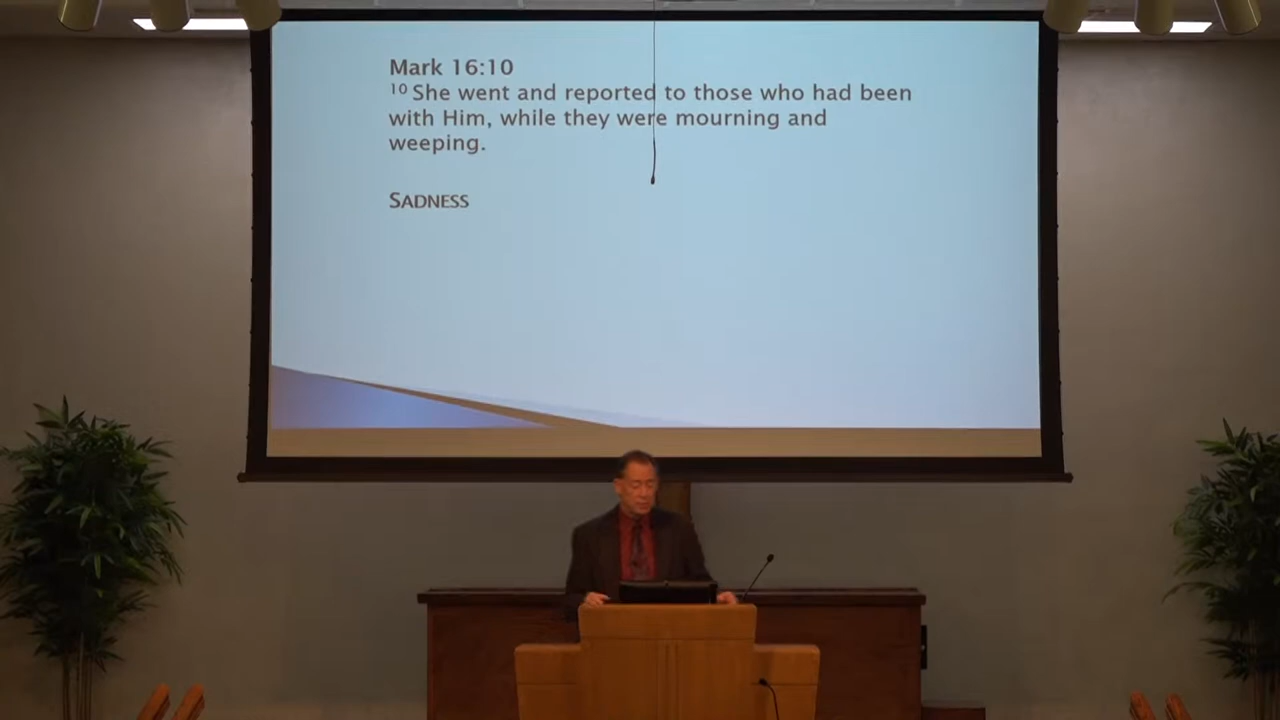 Mark 16:10
10 She went and reported to those who had been
with Him, while they were mourning and
weeping.
SADNESS